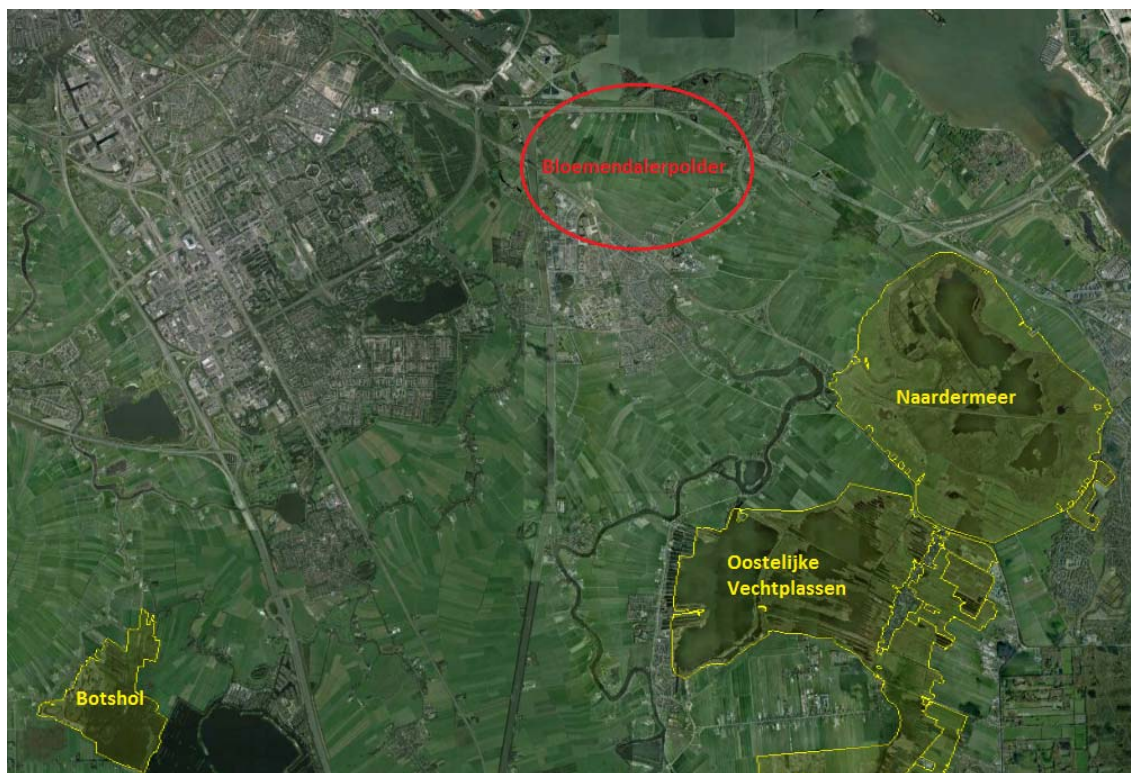 Bloemendalerpolder
Naardermeer
Oostelijke
Vechtplassen
Botshol